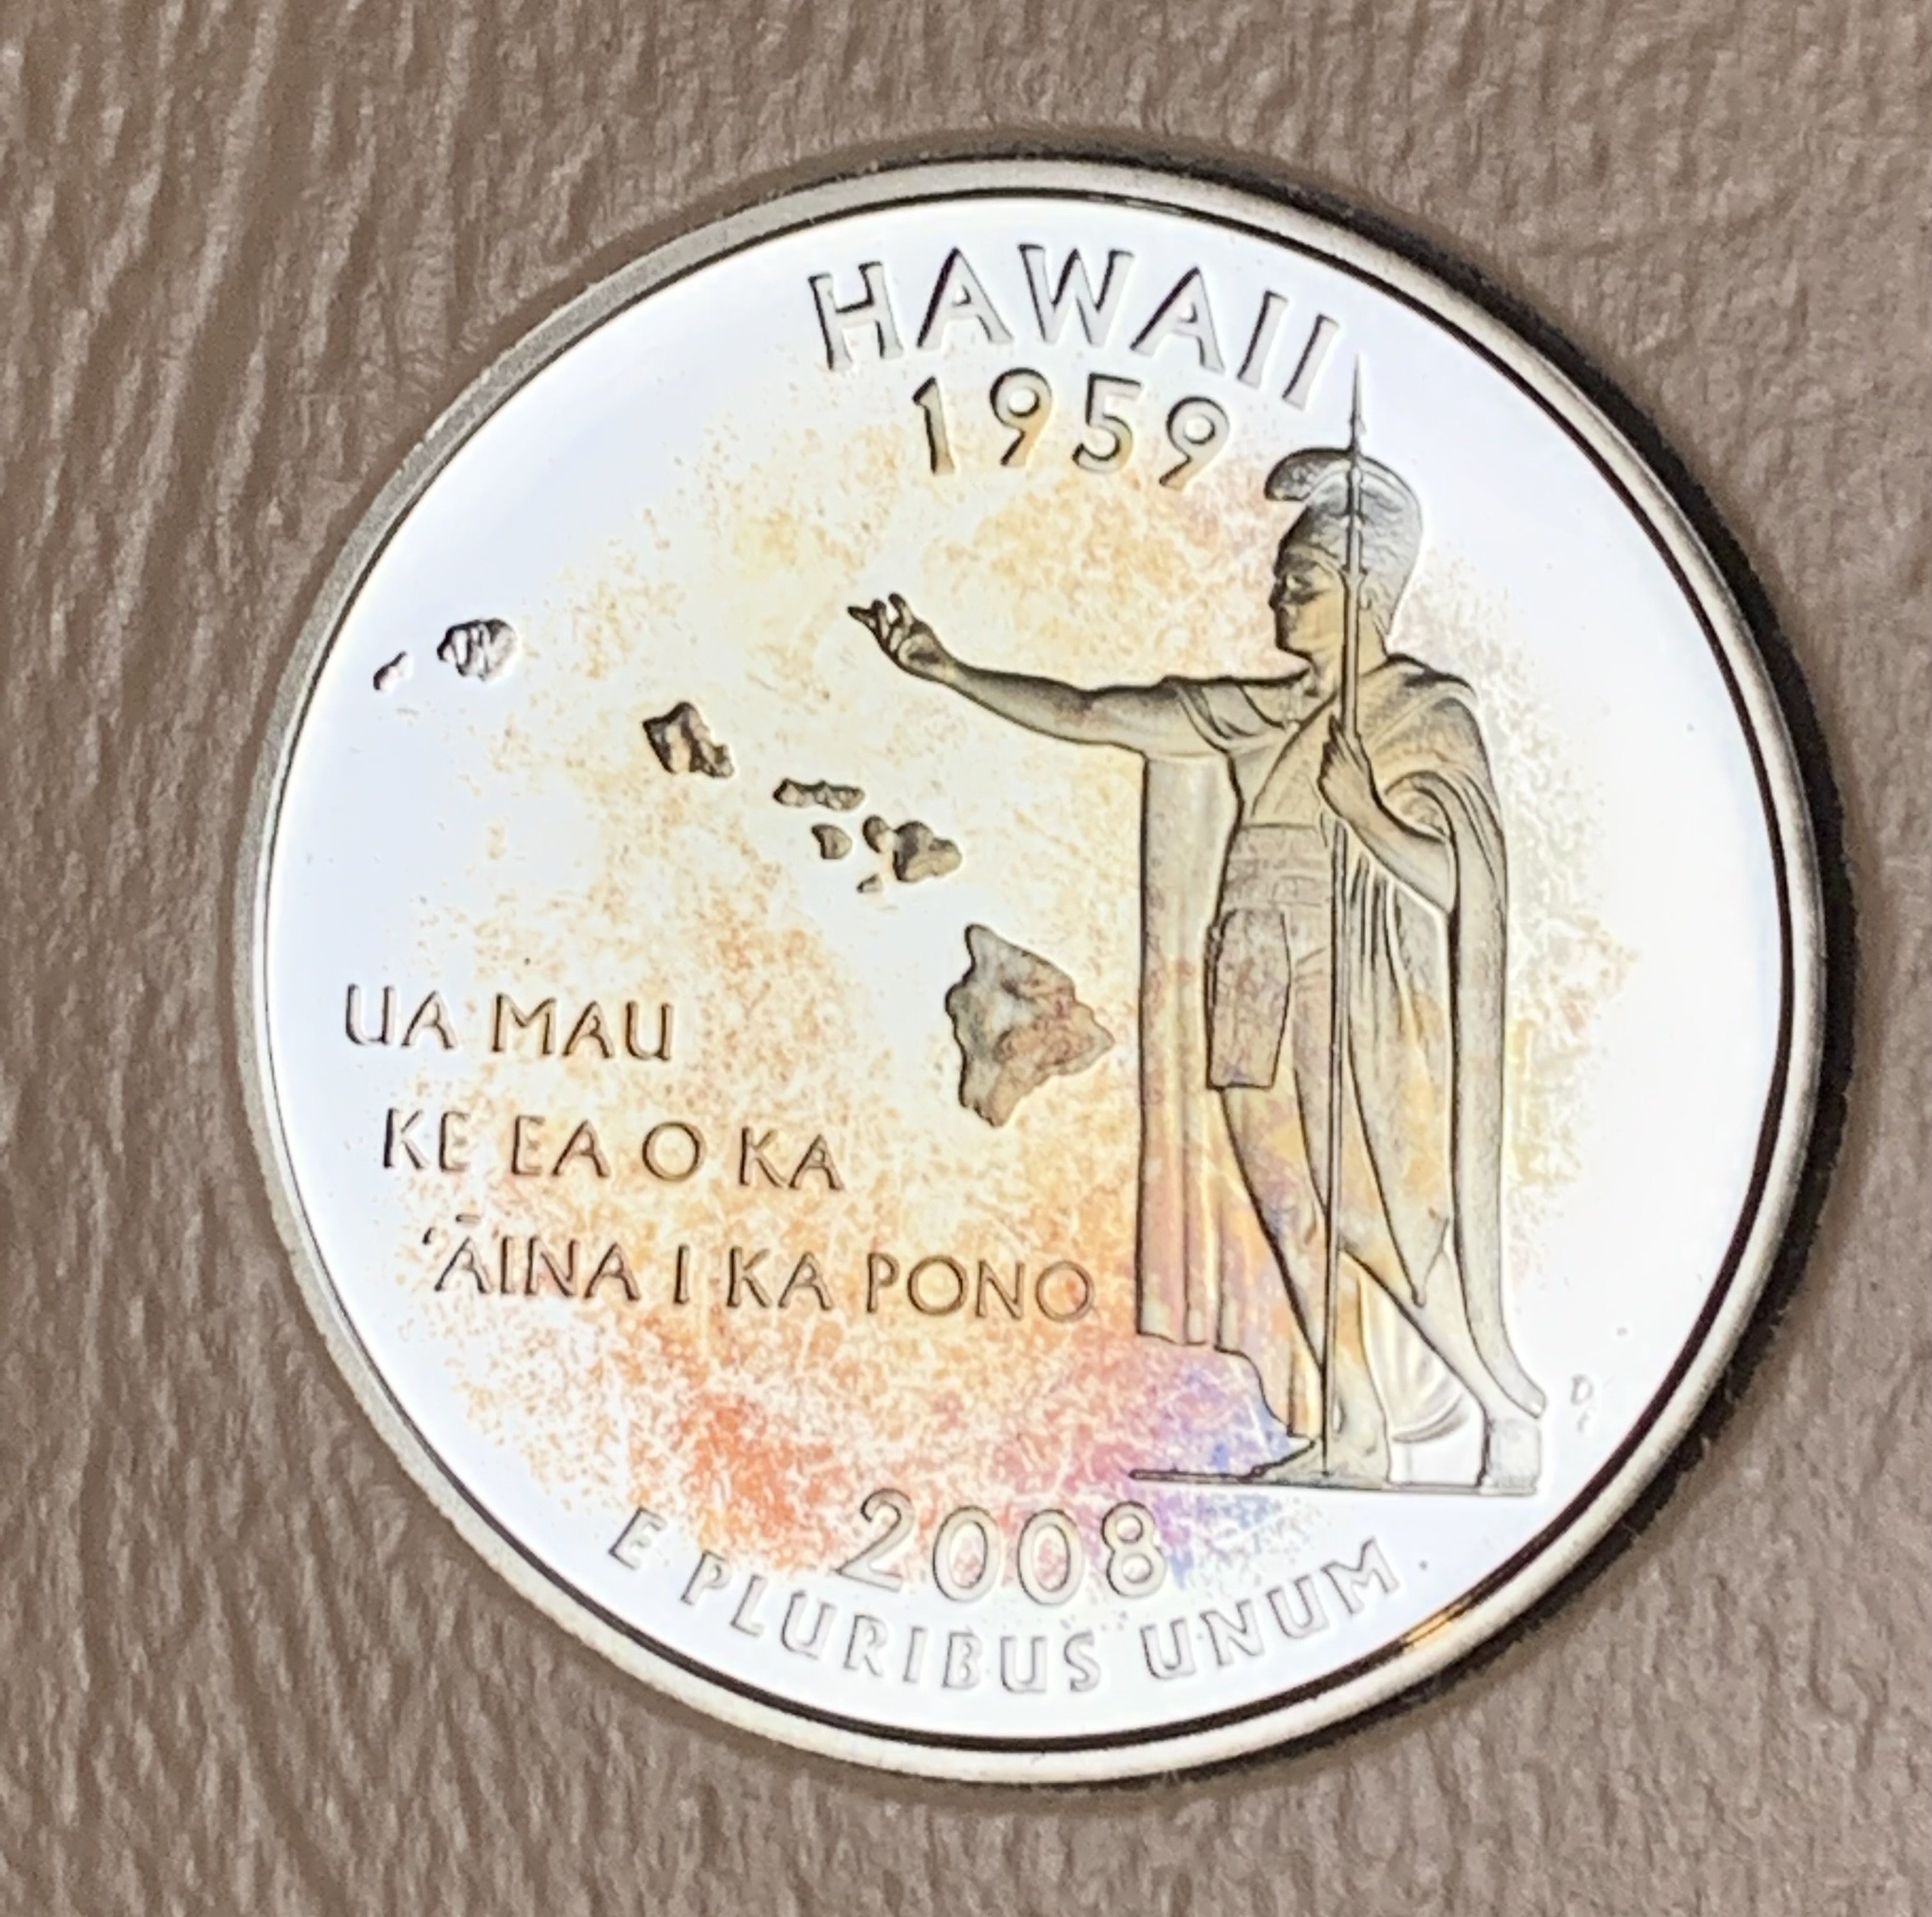 HAWAII
1959
UA MAU
KE EA O KA
ʻĀINA I KA PONO
2008
E PLURIBUS UNUM